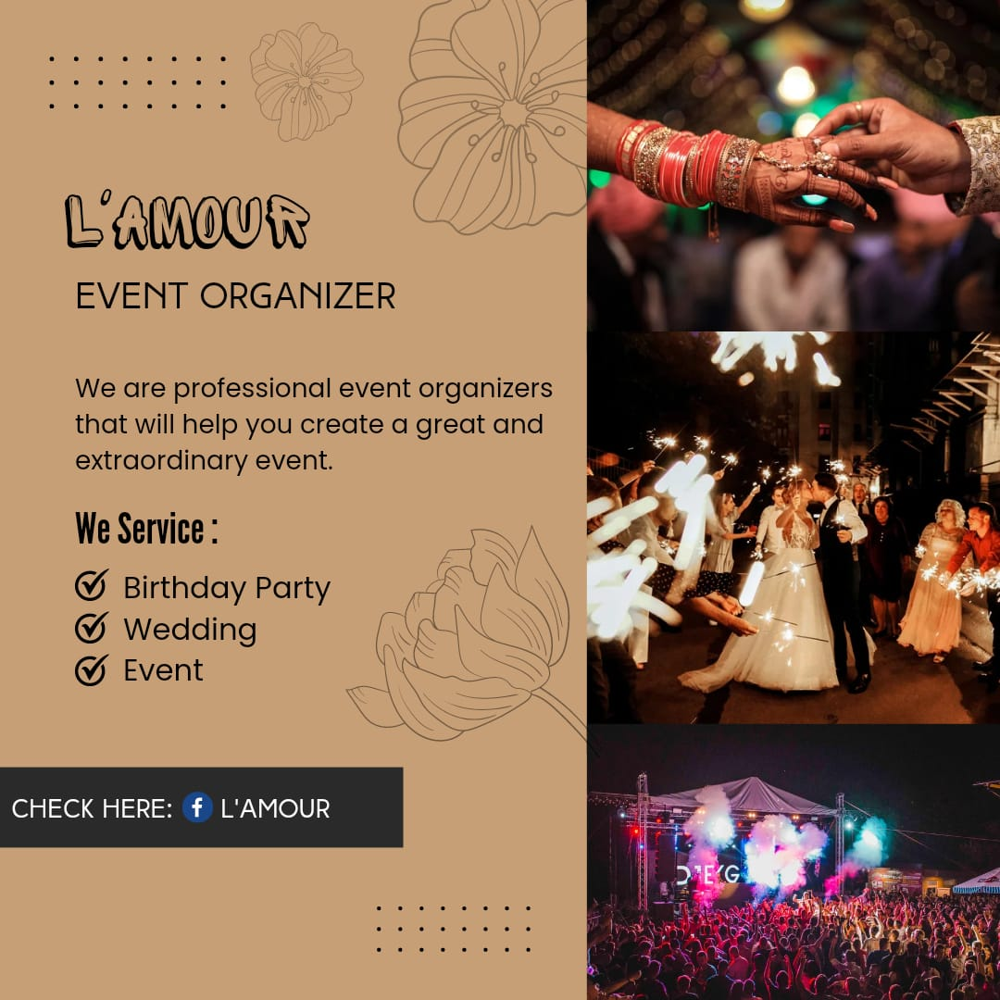 L'AMOUR
EVENT ORGANIZER
We are professional event organizers
that will help you create a great and
extraordinary event.
We Service :
Birthday Party
Wedding
Event
CHECK HERE: f L'AMOUR